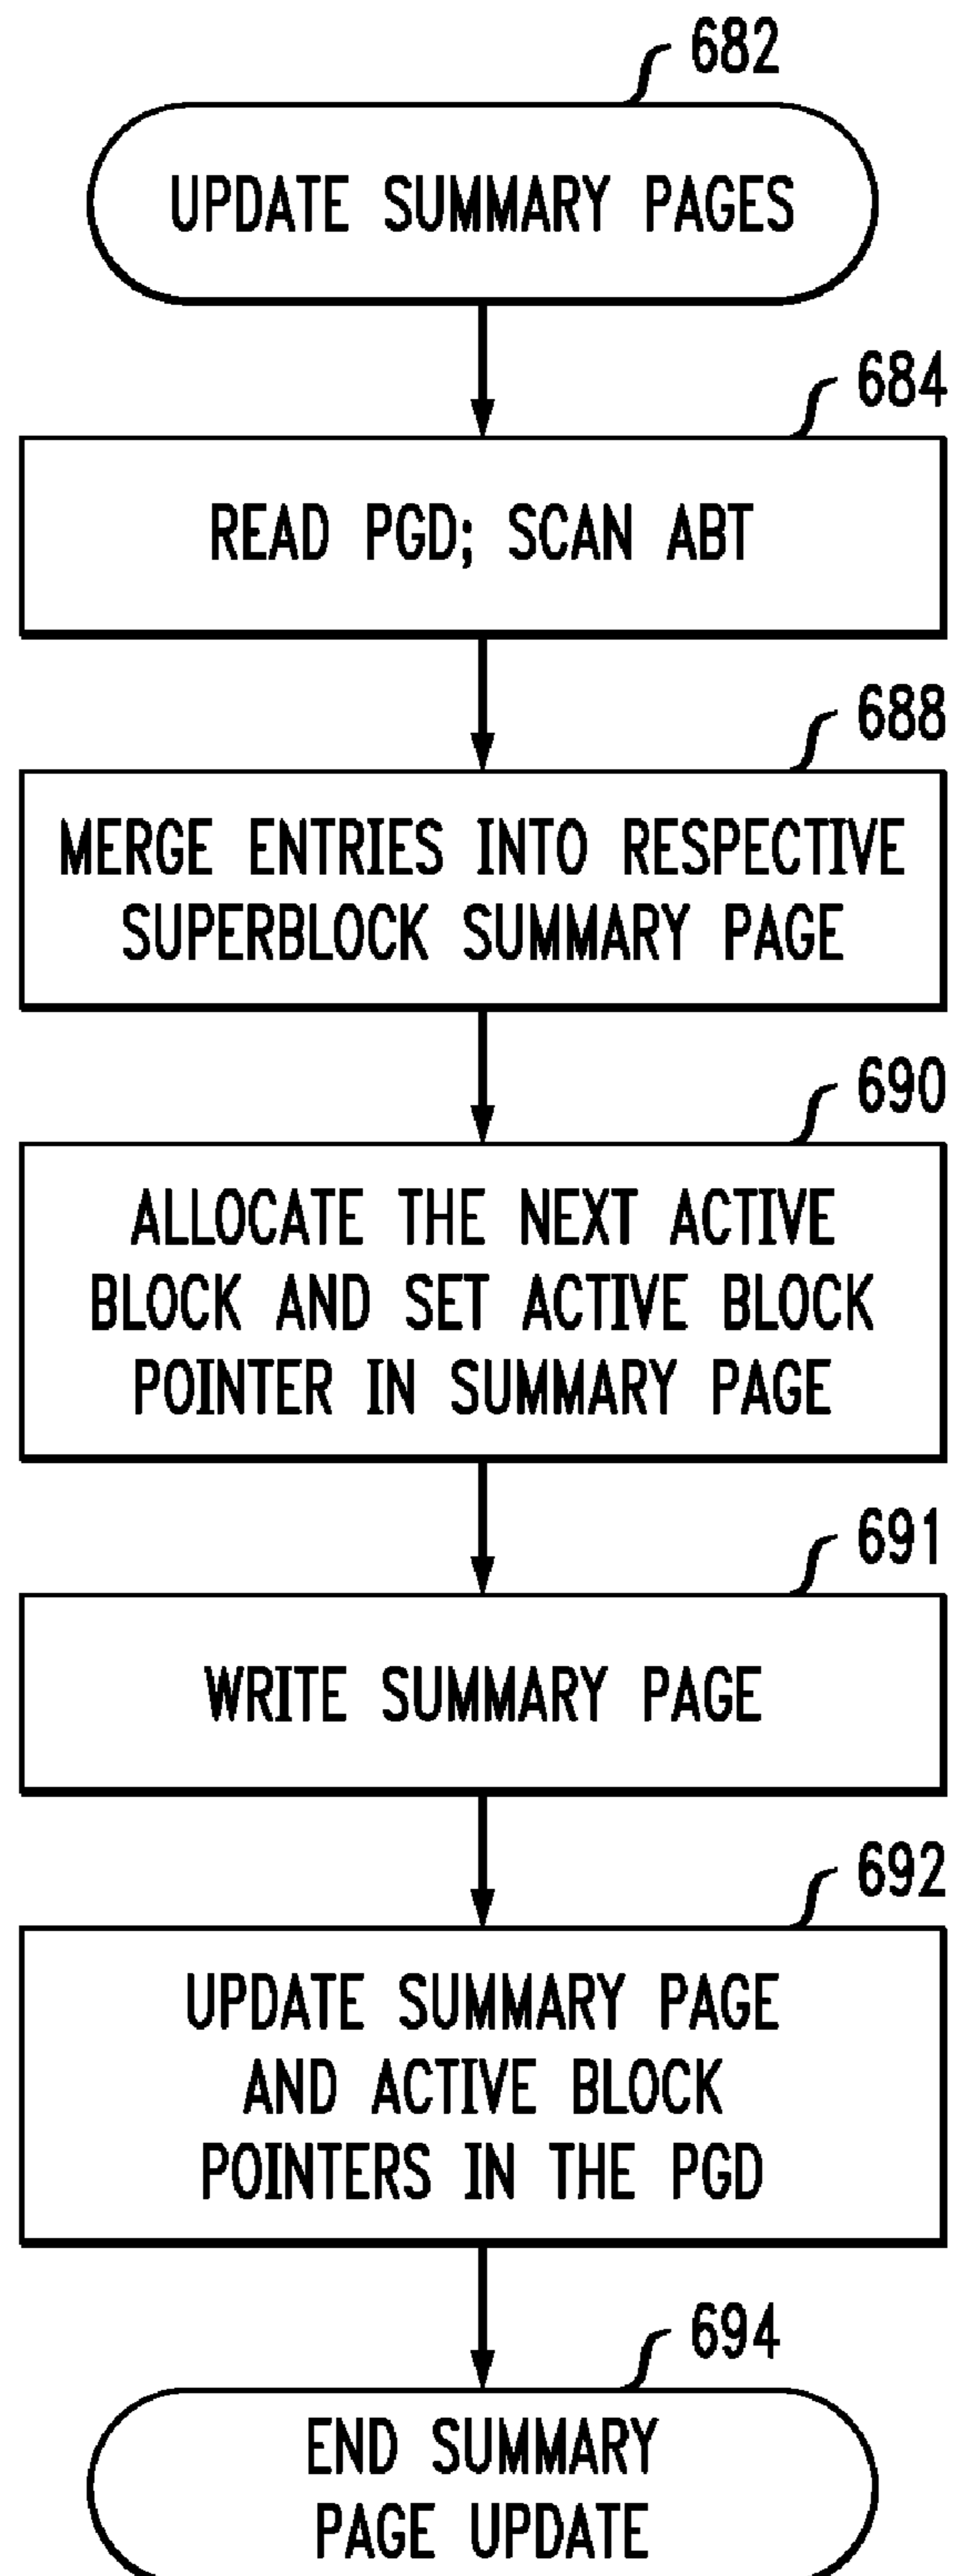 682
UPDATE SUMMARY PAGES
684
READ PGD; SCAN ABT
688
MERGE ENTRIES INTO RESPECTIVE
SUPERBLOCK SUMMARY PAGE
690
ALLOCATE THE NEXT ACTIVE
BLOCK AND SET ACTIVE BLOCK
POINTER IN SUMMARY PAGE
691
WRITE SUMMARY PAGE
692
UPDATE SUMMARY PAGE
AND ACTIVE BLOCK
POINTERS IN THE PGD
694
END SUMMARY
PAGE UPDATE